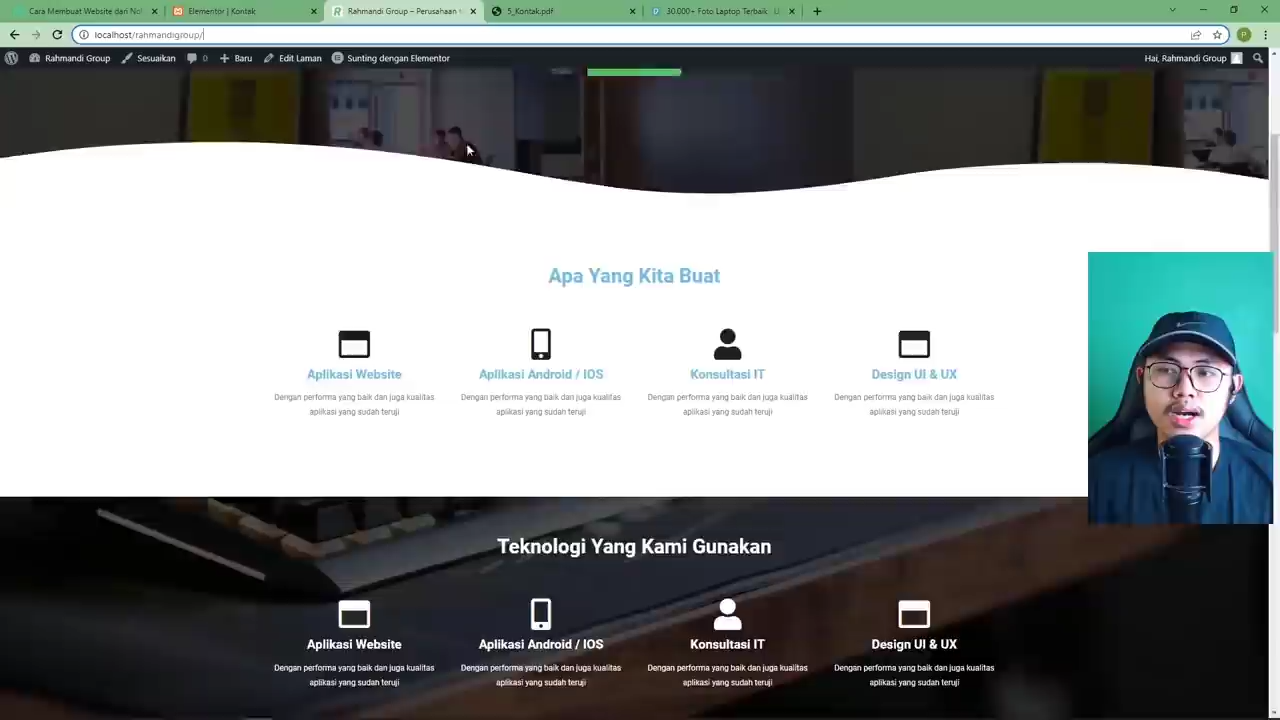 Cara Membuat Website dari Nol
Elementor | Kontak
Rahmandi Group – Perusahaan
5_Kontak.pdf
30.000+ Foto Laptop Terbaik · U
localhost/rahmandigroup/
P
Rahmandi Group
Sesuaikan
0
Baru
Edit Laman
Sunting dengan Elementor
Hai, Rahmandi Group
Apa Yang Kita Buat
Aplikasi Website
Dengan performa yang baik dan juga kualitas
aplikasi yang sudah teruji
Aplikasi Android / IOS
Dengan performa yang baik dan juga kualitas
aplikasi yang sudah teruji
Konsultasi IT
Dengan performa yang baik dan juga kualitas
aplikasi yang sudah teruji
Design UI & UX
Dengan performa yang baik dan juga kualitas
aplikasi yang sudah teruji
Teknologi Yang Kami Gunakan
Aplikasi Website
Dengan performa yang baik dan juga kualitas
aplikasi yang sudah teruji
Aplikasi Android / IOS
Dengan performa yang baik dan juga kualitas
aplikasi yang sudah teruji
Konsultasi IT
Dengan performa yang baik dan juga kualitas
aplikasi yang sudah teruji
Design UI & UX
Dengan performa yang baik dan juga kualitas
aplikasi yang sudah teruji